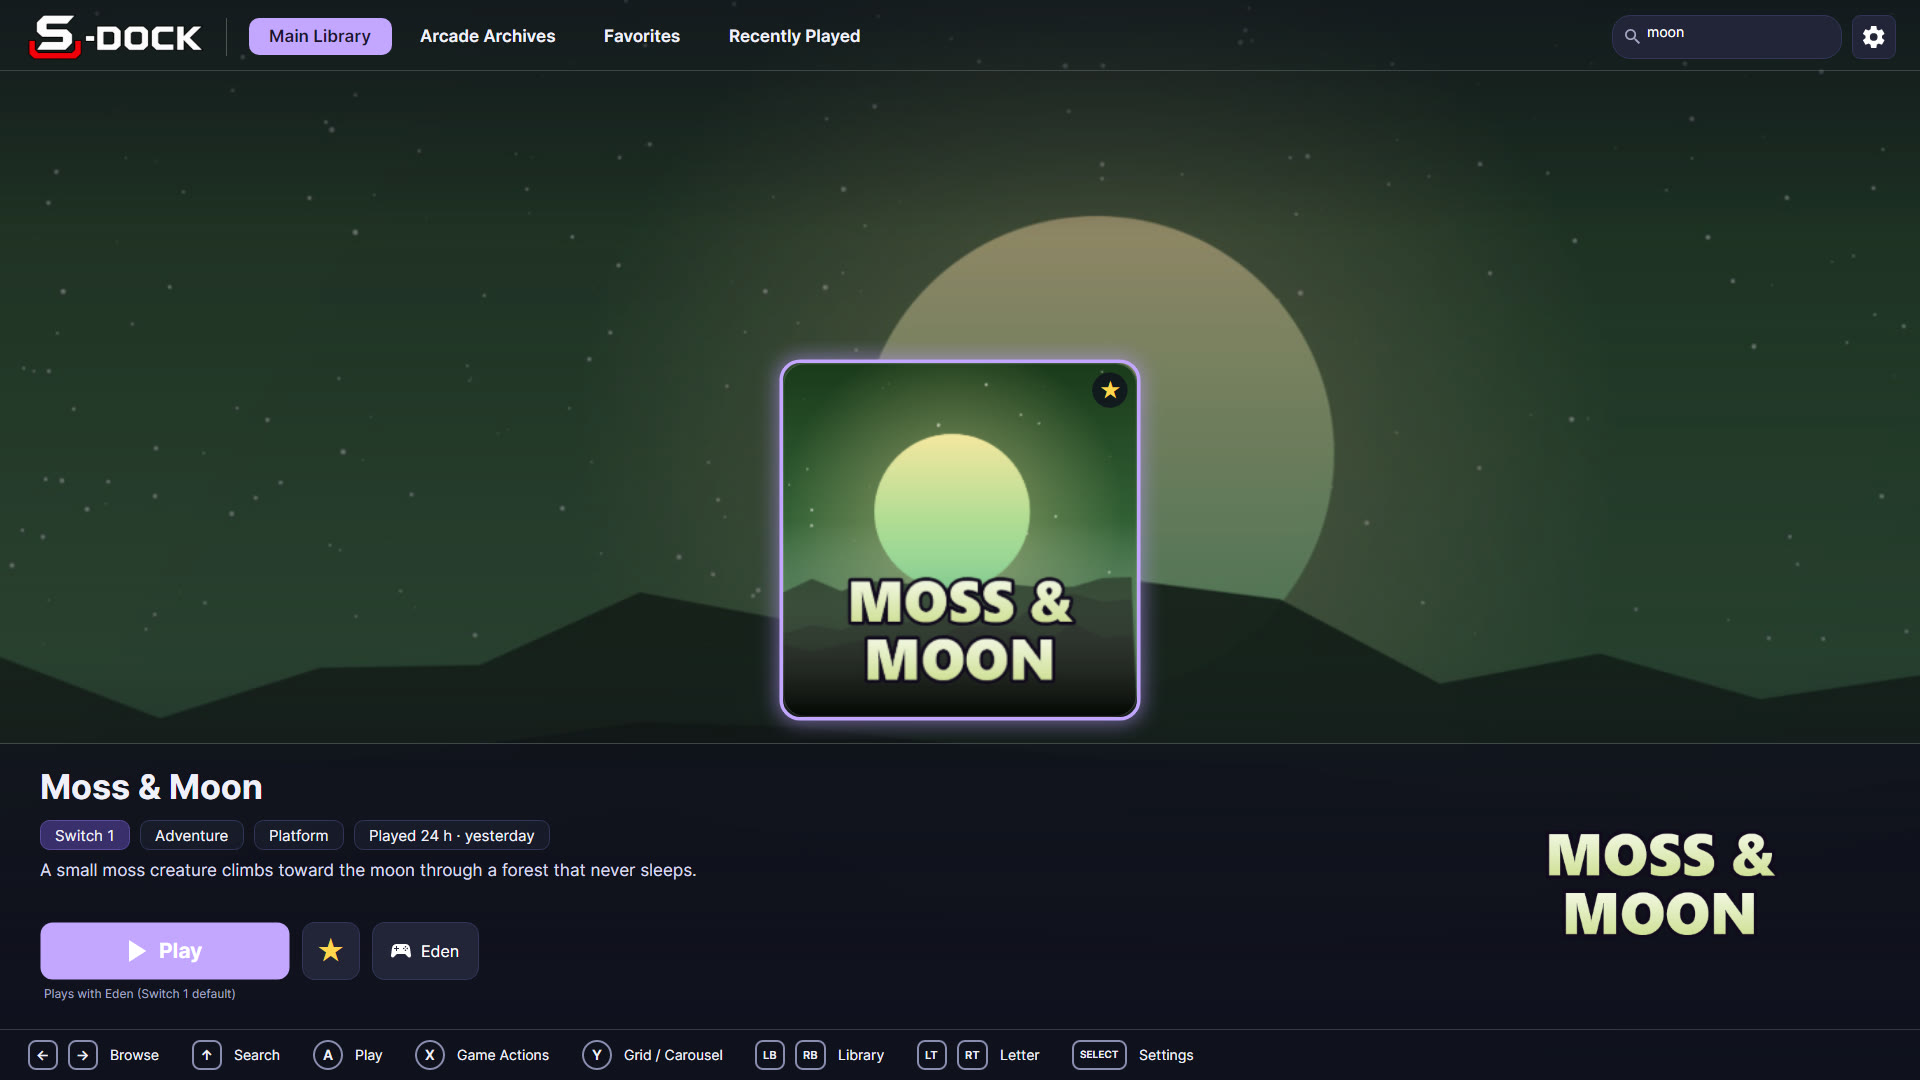 S-DOCK
Main Library
Arcade Archives
Favorites
Recently Played
moon
MOSS &
MOON
Moss & Moon
Switch 1
Adventure
Platform
Played 24 h · yesterday
A small moss creature climbs toward the moon through a forest that never sleeps.
MOSS &
MOON
Play
Eden
Plays with Eden (Switch 1 default)
← → Browse
↑ Search
A Play
X Game Actions
Y Grid / Carousel
LB RB Library
LT RT Letter
SELECT Settings